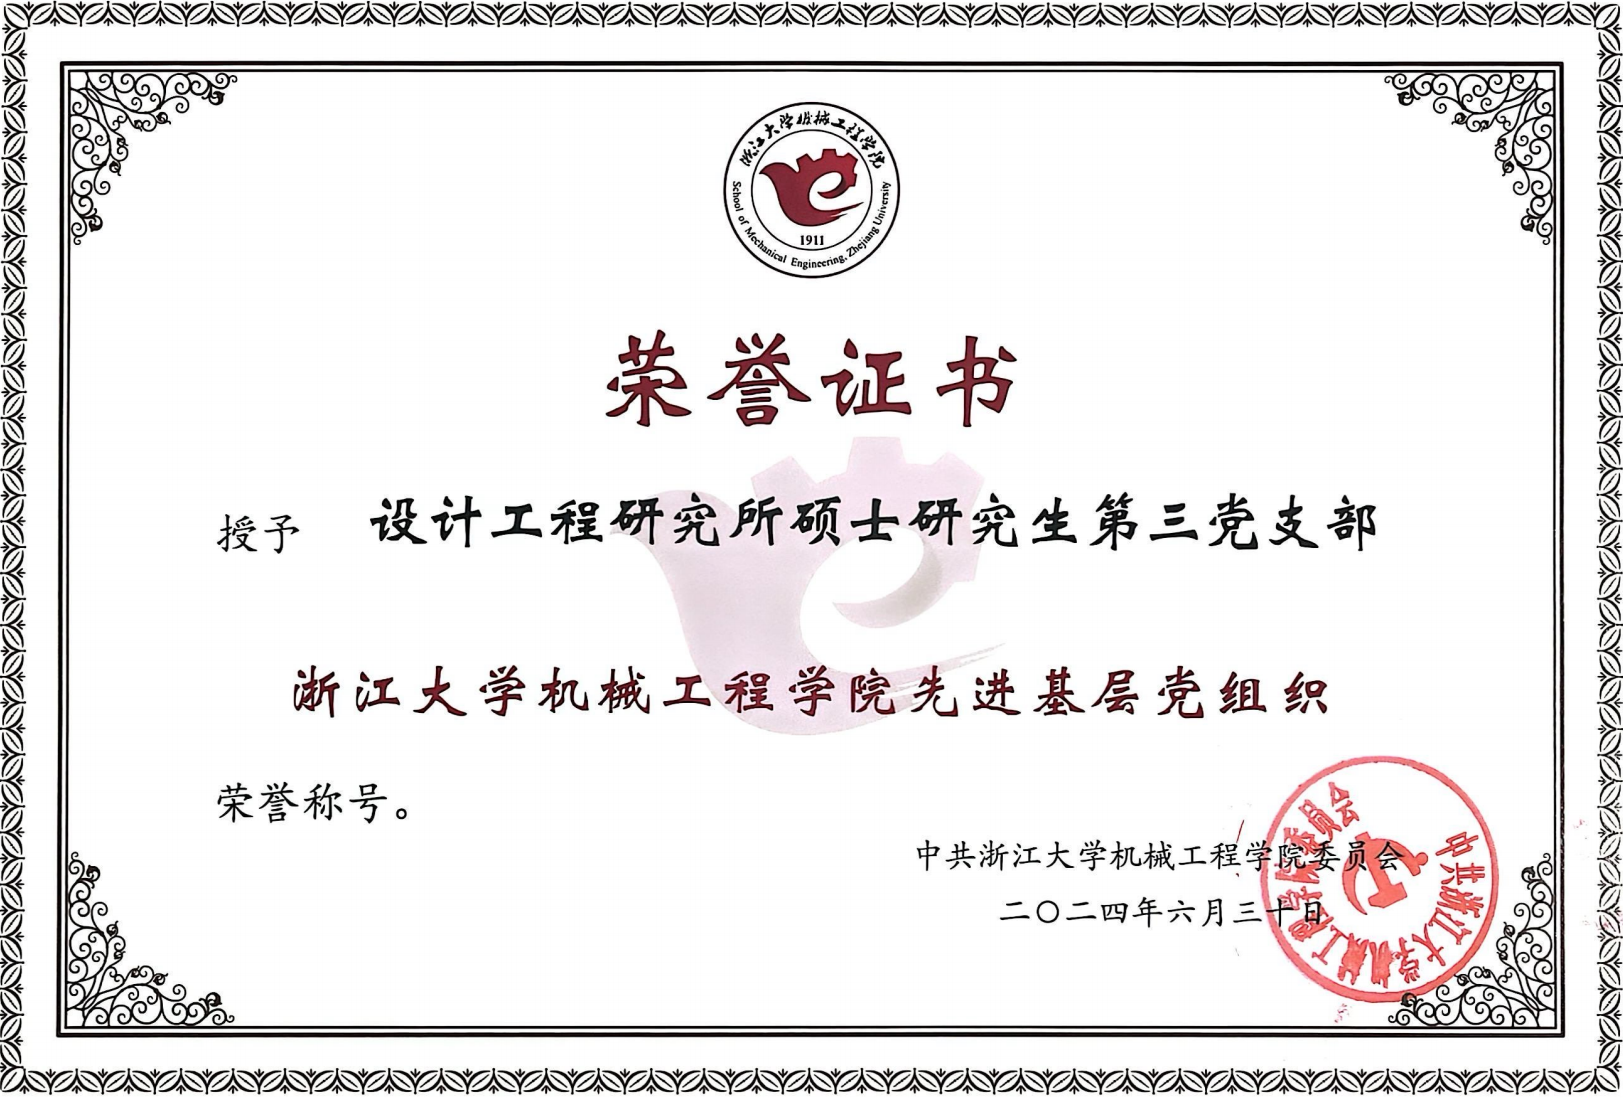 浙江大学机械工程学院
School of Mechanical Engineering, Zhejiang University
1911
荣誉证书
授予 设计工程研究所硕士研究生第三党支部
浙江大学机械工程学院先进基层党组织
荣誉称号。
中共浙江大学机械工程学院委员会
二〇二四年六月三十日
中共浙江大学机械工程学院委员会